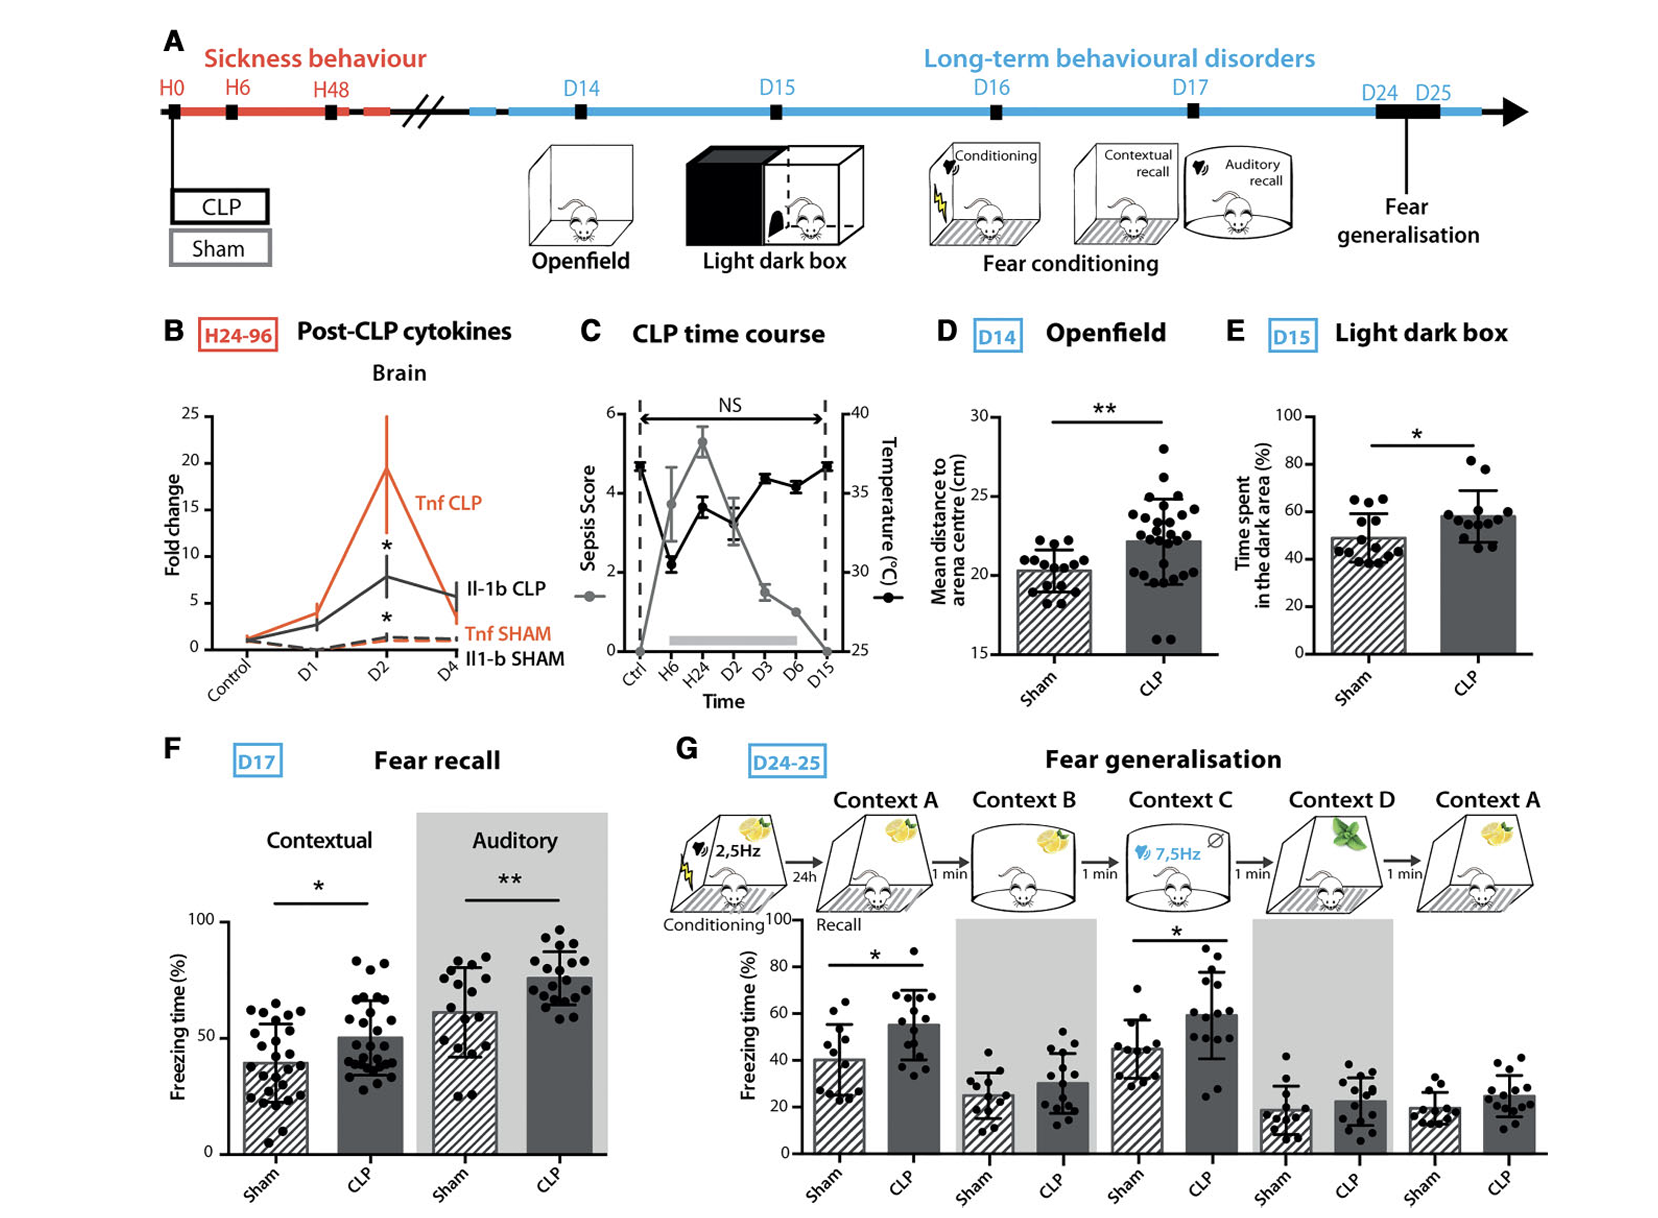 A
Sickness behaviour
Long-term behavioural disorders
H0 H6 H48 D14 D15 D16 D17 D24 D25
CLP
Sham
Openfield
Light dark box
Conditioning
Contextual
recall
Auditory
recall
Fear conditioning
Fear
generalisation
B H24-96 Post-CLP cytokines
Brain
Fold change
25
20
15
10
5
0
Tnf CLP
*
Il-1b CLP
*
Tnf SHAM
Il1-b SHAM
Control D1 D2 D4
C CLP time course
NS
Sepsis Score
6
4
2
0
Temperature (°C)
40
35
30
25
Ctrl H6 H24 D2 D3 D6 D15
Time
D D14 Openfield
**
Mean distance to
arena centre (cm)
30
25
20
15
Sham CLP
E D15 Light dark box
*
Time spent
in the dark area (%)
100
80
60
40
20
0
Sham CLP
F D17 Fear recall
Contextual Auditory
* **
Freezing time (%)
100
50
0
Sham CLP Sham CLP
G D24-25 Fear generalisation
Context A Context B Context C Context D Context A
2,5Hz 7,5Hz
24h 1 min 1 min 1 min 1 min
Conditioning Recall
* *
Freezing time (%)
100
80
60
40
20
0
Sham CLP Sham CLP Sham CLP Sham CLP Sham CLP